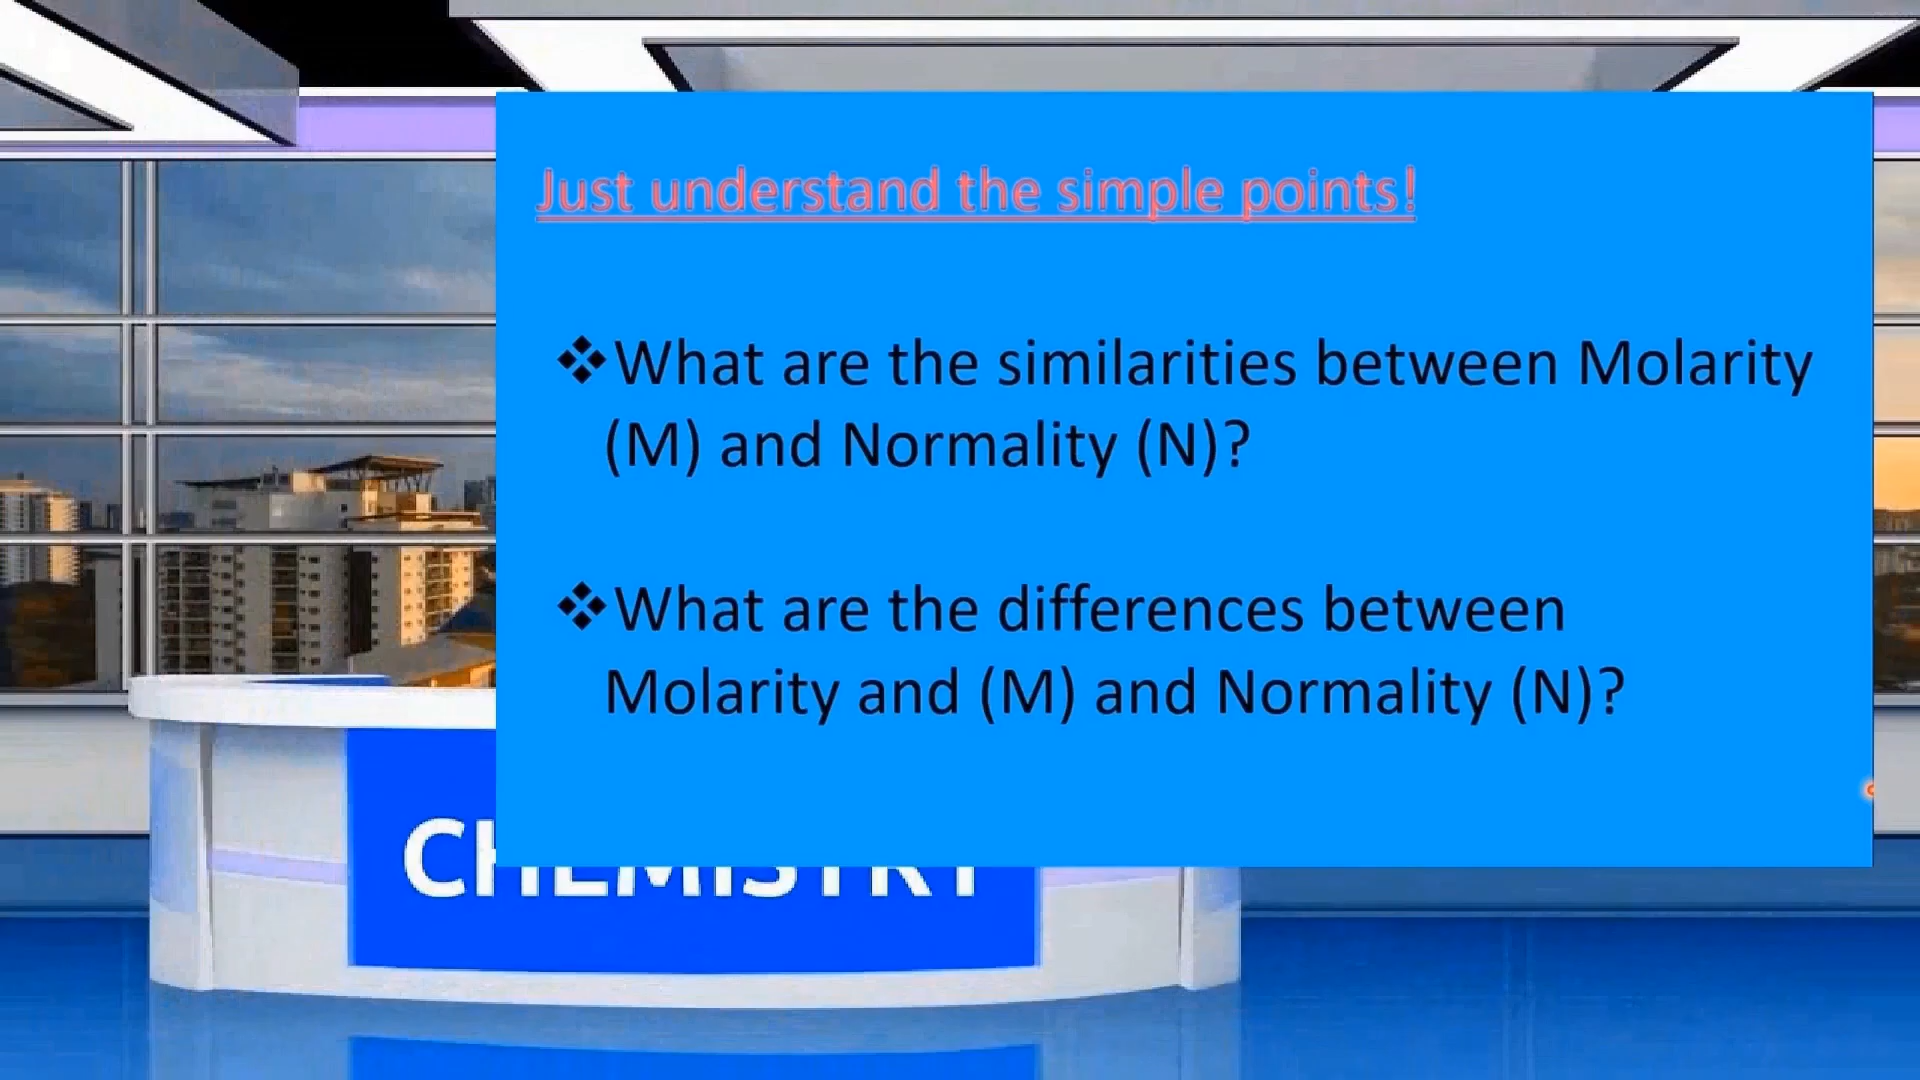 Just understand the simple points!
❖What are the similarities between Molarity
(M) and Normality (N)?
❖What are the differences between
Molarity and (M) and Normality (N)?
CHEMISTRY